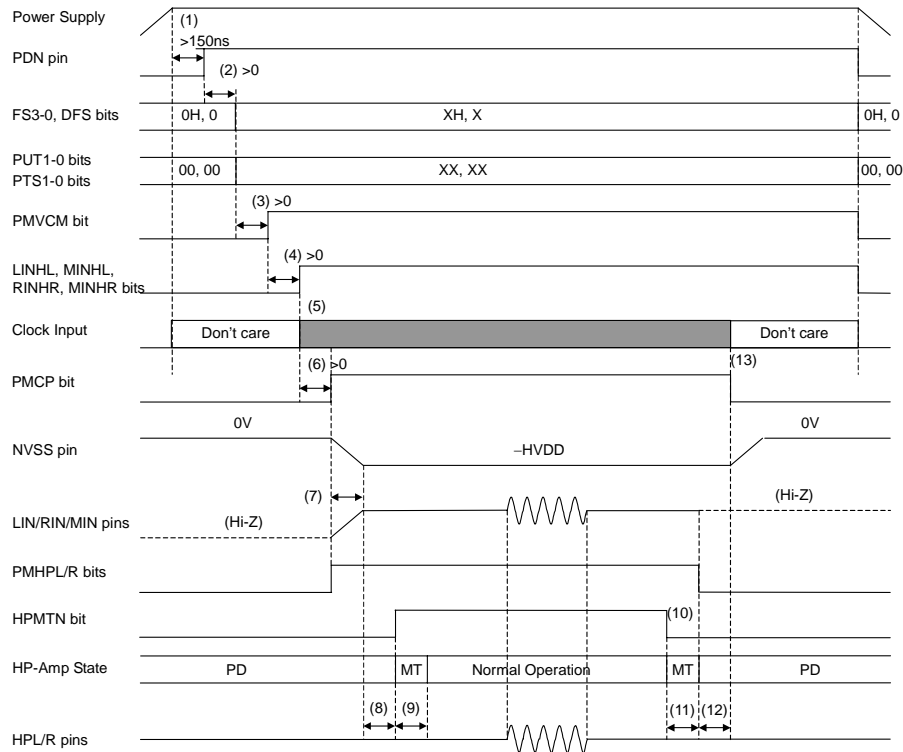 Power Supply
(1)
>150ns
PDN pin
(2) >0
FS3-0, DFS bits
0H, 0
XH, X
0H, 0
PUT1-0 bits
PTS1-0 bits
00, 00
XX, XX
00, 00
(3) >0
PMVCM bit
(4) >0
LINHL, MINHL,
RINHR, MINHR bits
(5)
Clock Input
Don't care
Don't care
(6) >0
(13)
PMCP bit
0V
0V
NVSS pin
−HVDD
(7)
LIN/RIN/MIN pins
(Hi-Z)
(Hi-Z)
PMHPL/R bits
HPMTN bit
(10)
HP-Amp State
PD
MT
Normal Operation
MT
PD
(8)
(9)
(11)
(12)
HPL/R pins